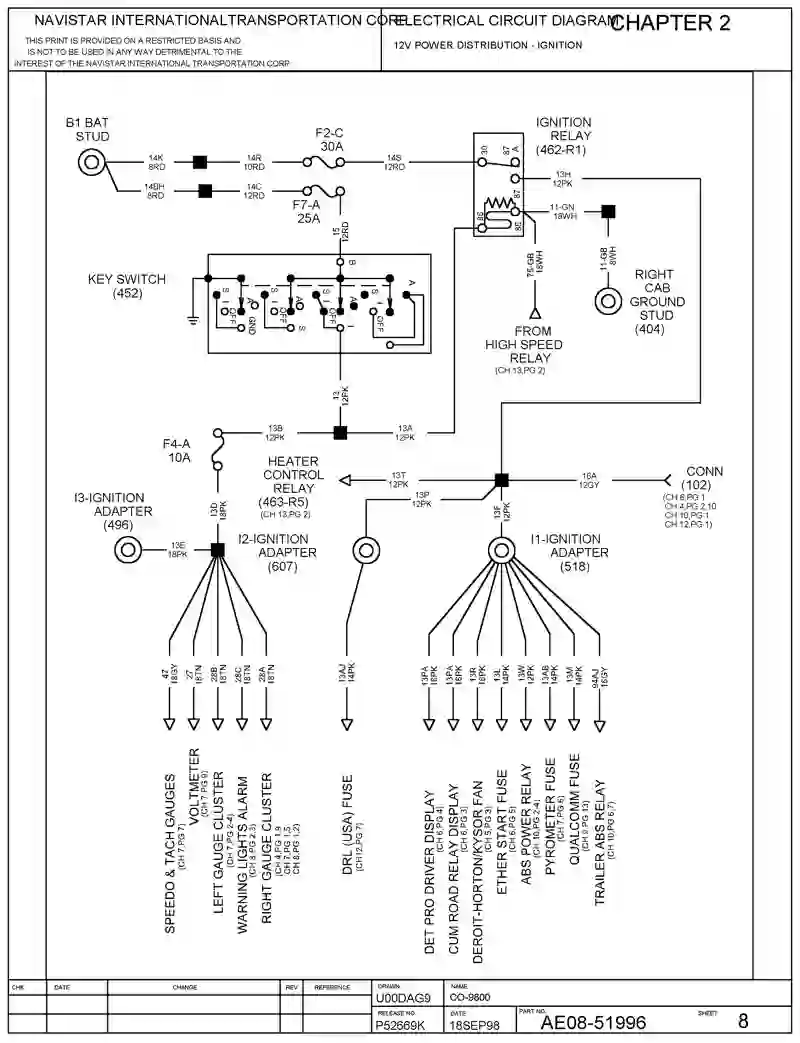 NAVISTAR INTERNATIONAL TRANSPORTATION CORP.
ELECTRICAL CIRCUIT DIAGRAM
CHAPTER 2
THIS PRINT IS PROVIDED ON A RESTRICTED BASIS AND
IS NOT TO BE USED IN ANY WAY DETRIMENTAL TO THE
INTEREST OF THE NAVISTAR INTERNATIONAL TRANSPORTATION CORP
12V POWER DISTRIBUTION - IGNITION
B1 BAT
STUD
14K
8RD
14R
10RD
F2-C
30A
14S
12RD
14BH
8RD
14C
12RD
F7-A
25A
IGNITION
RELAY
(462-R1)
30
87
A
87
86
85
13H
12PK
11-GN
18WH
75-GB
18WH
11-GB
8WH
RIGHT
CAB
GROUND
STUD
(404)
FROM
HIGH SPEED
RELAY
(CH 13,PG 2)
15
12RD
KEY SWITCH
(452)
B
S
I
OFF
A
GND
S
I
OFF
A
S
S
I
OFF
A
I
I
OFF
A
13
12PK
13B
12PK
13A
12PK
F4-A
10A
HEATER
CONTROL
RELAY
(463-R5)
(CH 13,PG 2)
13T
12PK
13P
12PK
16A
12GY
CONN
(102)
(CH 6,PG 1
CH 4,PG 2,10
CH 10,PG 1
CH 12,PG 1)
13D
18PK
13F
12PK
I3-IGNITION
ADAPTER
(496)
13E
18PK
I2-IGNITION
ADAPTER
(607)
I1-IGNITION
ADAPTER
(518)
47
18GY
27
18TN
28B
18TN
28C
18TN
28A
18TN
13AJ
14PK
13PA
18PK
13PA
18PK
13R
16PK
13L
14PK
13W
12PK
13AB
14PK
13M
14PK
94AJ
16GY
SPEEDO & TACH GAUGES
(CH 7,PG 7)
VOLTMETER
(CH 7,PG 9)
LEFT GAUGE CLUSTER
(CH 7,PG 2-4)
WARNING LIGHTS ALARM
(CH 8,PG 2,3)
RIGHT GAUGE CLUSTER
(CH 4,PG 1,9
CH 7,PG 1,5
CH 8,PG 1,2)
DRL (USA) FUSE
(CH12,PG 7)
DET PRO DRIVER DISPLAY
(CH 6,PG 4)
CUM ROAD RELAY DISPLAY
(CH 6,PG 3)
DEROIT-HORTON/KYSOR FAN
(CH 5,PG 3)
ETHER START FUSE
(CH 6,PG 5)
ABS POWER RELAY
(CH 10,PG 2-4)
PYROMETER FUSE
(CH 7,PG 6)
QUALCOMM FUSE
(CH 9,PG 13)
TRAILER ABS RELAY
(CH 10,PG 6,7)
CHK
DATE
CHANGE
REV
REFERENCE
DRAWN
U00DAG9
NAME
CO-9800
RELEASE NO.
P52669K
DATE
18SEP98
PART NO.
AE08-51996
SHEET
8